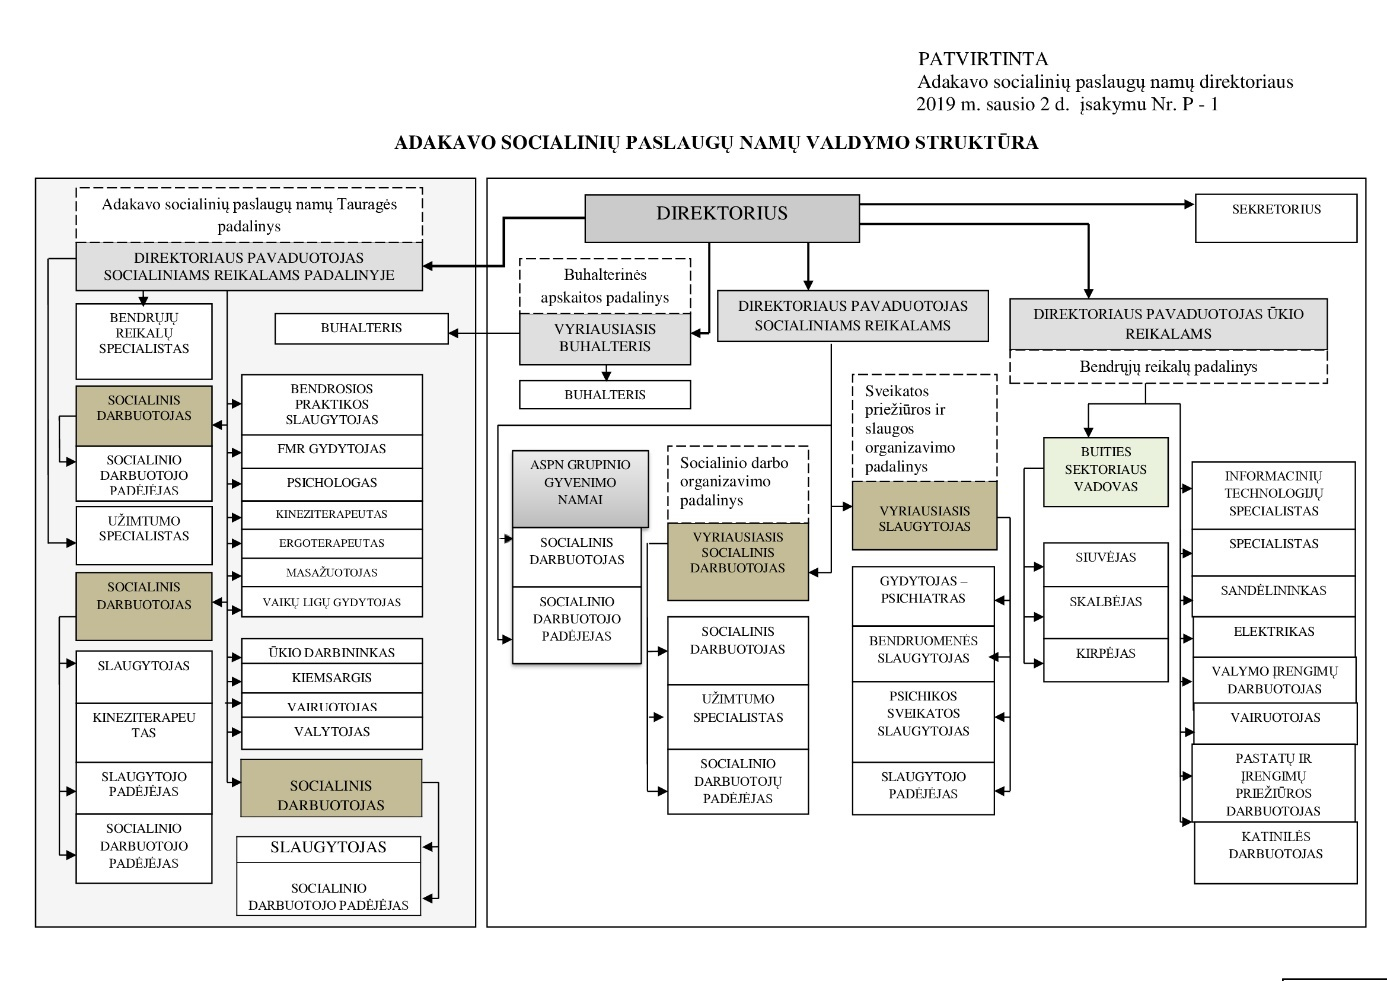 PATVIRTINTA
Adakavo socialinių paslaugų namų direktoriaus
2019 m. sausio 2 d. įsakymu Nr. P - 1
ADAKAVO SOCIALINIŲ PASLAUGŲ NAMŲ VALDYMO STRUKTŪRA
Adakavo socialinių paslaugų namų Tauragės
padalinys
DIREKTORIAUS PAVADUOTOJAS
SOCIALINIAMS REIKALAMS PADALINYJE
BENDRŲJŲ
REIKALŲ
SPECIALISTAS
SOCIALINIS
DARBUOTOJAS
SOCIALINIO
DARBUOTOJO
PADĖJĖJAS
UŽIMTUMO
SPECIALISTAS
SOCIALINIS
DARBUOTOJAS
SLAUGYTOJAS
KINEZITERAPEU
TAS
SLAUGYTOJO
PADĖJĖJAS
SOCIALINIO
DARBUOTOJO
PADĖJĖJAS
BENDROSIOS
PRAKTIKOS
SLAUGYTOJAS
FMR GYDYTOJAS
PSICHOLOGAS
KINEZITERAPEUTAS
ERGOTERAPEUTAS
MASAŽUOTOJAS
VAIKŲ LIGŲ GYDYTOJAS
ŪKIO DARBININKAS
KIEMSARGIS
VAIRUOTOJAS
VALYTOJAS
SOCIALINIS
DARBUOTOJAS
SLAUGYTOJAS
SOCIALINIO
DARBUOTOJO PADĖJĖJAS
DIREKTORIUS
SEKRETORIUS
Buhalterinės
apskaitos padalinys
VYRIAUSIASIS
BUHALTERIS
BUHALTERIS
BUHALTERIS
DIREKTORIAUS PAVADUOTOJAS
SOCIALINIAMS REIKALAMS
DIREKTORIAUS PAVADUOTOJAS ŪKIO
REIKALAMS
Bendrųjų reikalų padalinys
ASPN GRUPINIO
GYVENIMO
NAMAI
SOCIALINIS
DARBUOTOJAS
SOCIALINIO
DARBUOTOJO
PADĖJEJAS
Socialinio darbo
organizavimo
padalinys
VYRIAUSIASIS
SOCIALINIS
DARBUOTOJAS
SOCIALINIS
DARBUOTOJAS
UŽIMTUMO
SPECIALISTAS
SOCIALINIO
DARBUOTOJŲ
PADĖJĖJAS
Sveikatos
priežiūros ir
slaugos
organizavimo
padalinys
VYRIAUSIASIS
SLAUGYTOJAS
GYDYTOJAS –
PSICHIATRAS
BENDRUOMENĖS
SLAUGYTOJAS
PSICHIKOS
SVEIKATOS
SLAUGYTOJAS
SLAUGYTOJO
PADĖJĖJAS
BUITIES
SEKTORIAUS
VADOVAS
SIUVĖJAS
SKALBĖJAS
KIRPĖJAS
INFORMACINIŲ
TECHNOLOGIJŲ
SPECIALISTAS
SPECIALISTAS
SANDĖLININKAS
ELEKTRIKAS
VALYMO ĮRENGIMŲ
DARBUOTOJAS
VAIRUOTOJAS
PASTATŲ IR
ĮRENGIMŲ
PRIEŽIŪROS
DARBUOTOJAS
KATINILĖS
DARBUOTOJAS